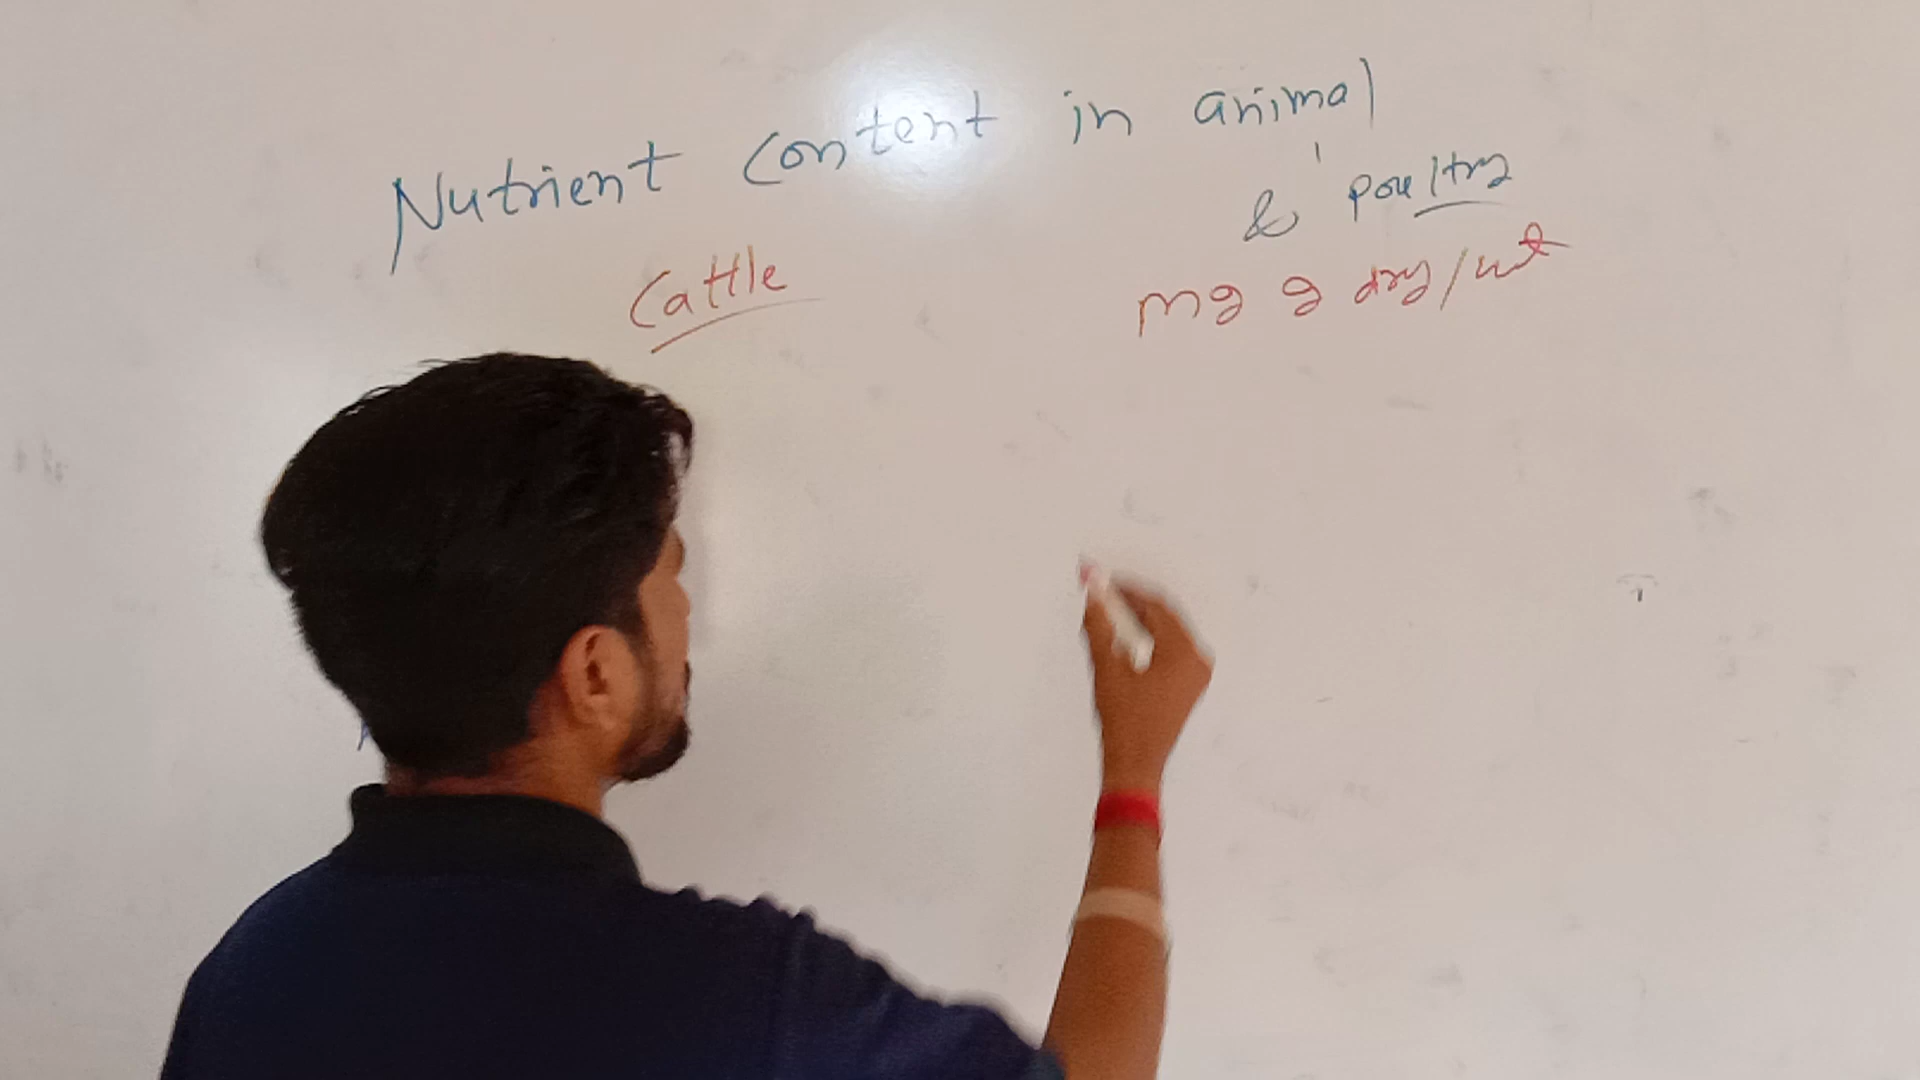 Nutrient Content in animal
& Poultry
Cattle
mg g dry/wt